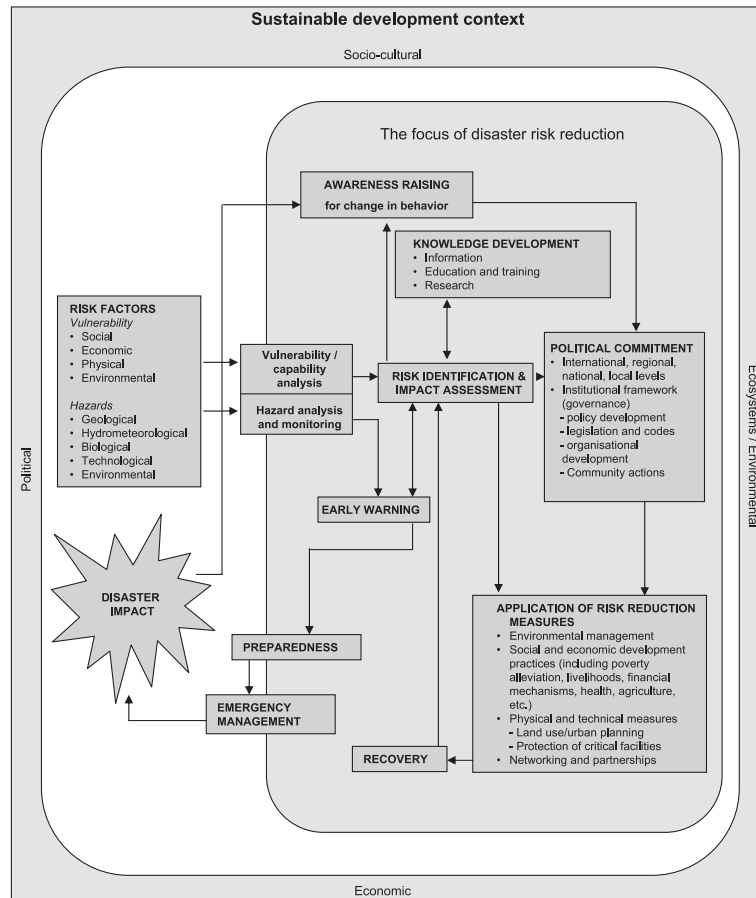 Sustainable development context
Socio-cultural
The focus of disaster risk reduction
AWARENESS RAISING
for change in behavior
KNOWLEDGE DEVELOPMENT
• Information
• Education and training
• Research
RISK FACTORS
Vulnerability
• Social
• Economic
• Physical
• Environmental
Hazards
• Geological
• Hydrometeorological
• Biological
• Technological
• Environmental
Vulnerability /
capability
analysis
Hazard analysis
and monitoring
RISK IDENTIFICATION &
IMPACT ASSESSMENT
POLITICAL COMMITMENT
• International, regional,
national, local levels
• Institutional framework
(governance)
- policy development
- legislation and codes
- organisational
development
- Community actions
Political
Ecosystems / Environmental
EARLY WARNING
DISASTER
IMPACT
PREPAREDNESS
EMERGENCY
MANAGEMENT
APPLICATION OF RISK REDUCTION
MEASURES
• Environmental management
• Social and economic development
practices (including poverty
alleviation, livelihoods, financial
mechanisms, health, agriculture,
etc.)
• Physical and technical measures
- Land use/urban planning
- Protection of critical facilities
• Networking and partnerships
RECOVERY
Economic